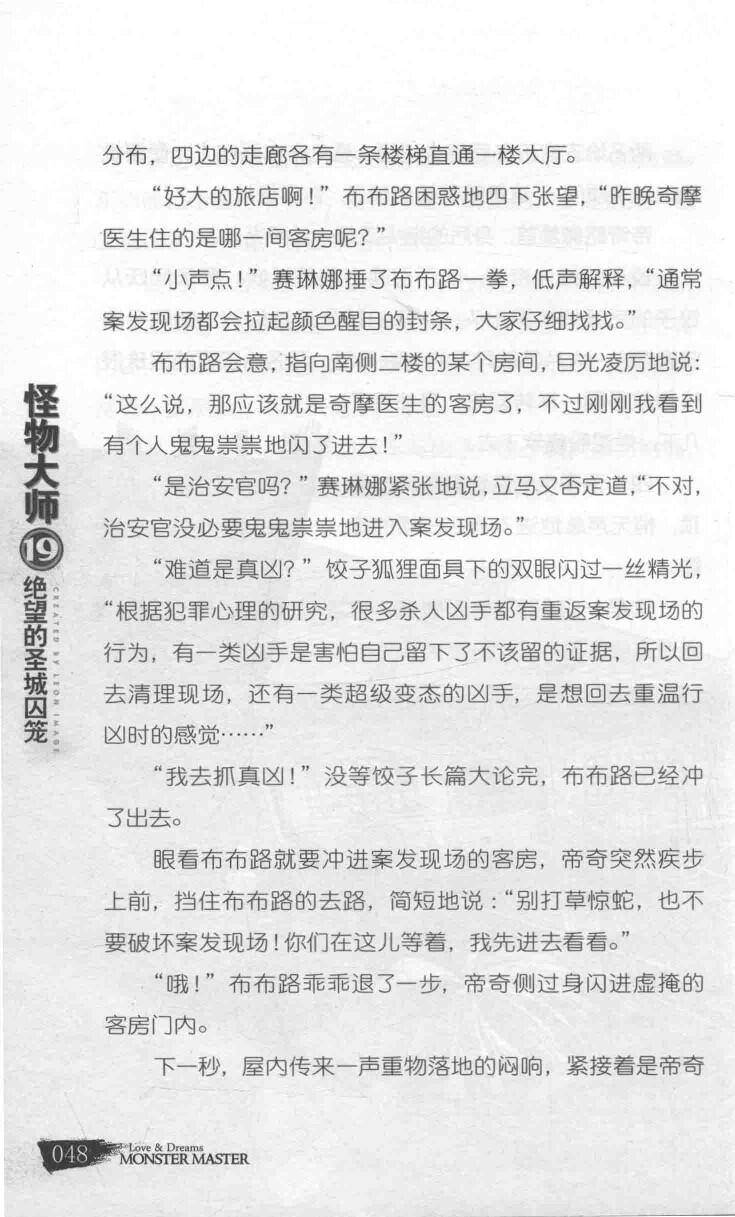 分布，四边的走廊各有一条楼梯直通一楼大厅。
“好大的旅店啊！”布布路困惑地四下张望，“昨晚奇摩
医生住的是哪一间客房呢？”
“小声点！”赛琳娜捶了布布路一拳，低声解释，“通常
案发现场都会拉起颜色醒目的封条，大家仔细找找。”
布布路会意，指向南侧二楼的某个房间，目光凌厉地说：
“这么说，那应该就是奇摩医生的客房了，不过刚刚我看到
有个人鬼鬼祟祟地闪了进去！”
“是治安官吗？”赛琳娜紧张地说，立马又否定道，“不对，
治安官没必要鬼鬼祟祟地进入案发现场。”
“难道是真凶？”饺子狐狸面具下的双眼闪过一丝精光，
“根据犯罪心理的研究，很多杀人凶手都有重返案发现场的
行为，有一类凶手是害怕自己留下了不该留的证据，所以回
去清理现场，还有一类超级变态的凶手，是想回去重温行
凶时的感觉……”
“我去抓真凶！”没等饺子长篇大论完，布布路已经冲
了出去。
眼看布布路就要冲进案发现场的客房，帝奇突然疾步
上前，挡住布布路的去路，简短地说：“别打草惊蛇，也不
要破坏案发现场！你们在这儿等着，我先进去看看。”
“哦！”布布路乖乖退了一步，帝奇侧过身闪进虚掩的
客房门内。
下一秒，屋内传来一声重物落地的闷响，紧接着是帝奇
怪物大师
19
绝望的圣城囚笼
CREATED BY LEON IMAGE
048
Love & Dreams
MONSTER MASTER